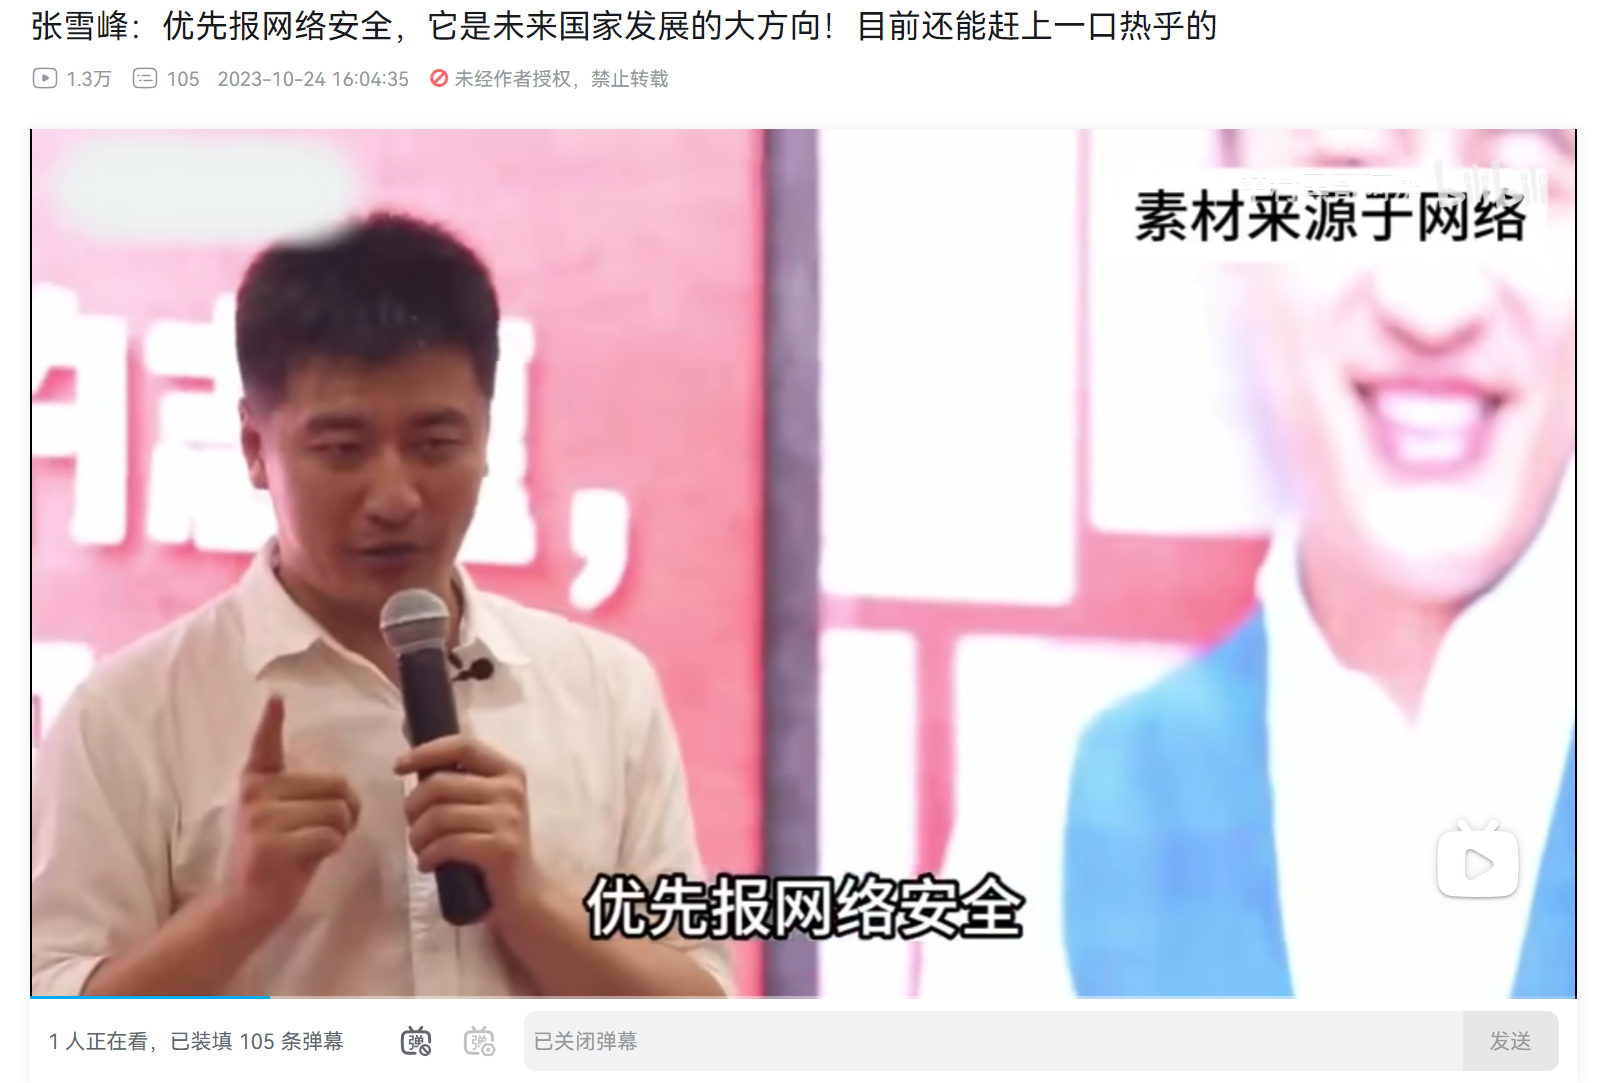 张雪峰：优先报网络安全，它是未来国家发展的大方向！目前还能赶上一口热乎的
1.3万 105 2023-10-24 16:04:35 未经作者授权，禁止转载
bilibili
素材来源于网络
，
优先报网络安全
1 人正在看，已装填 105 条弹幕 弹 弹 已关闭弹幕 发送